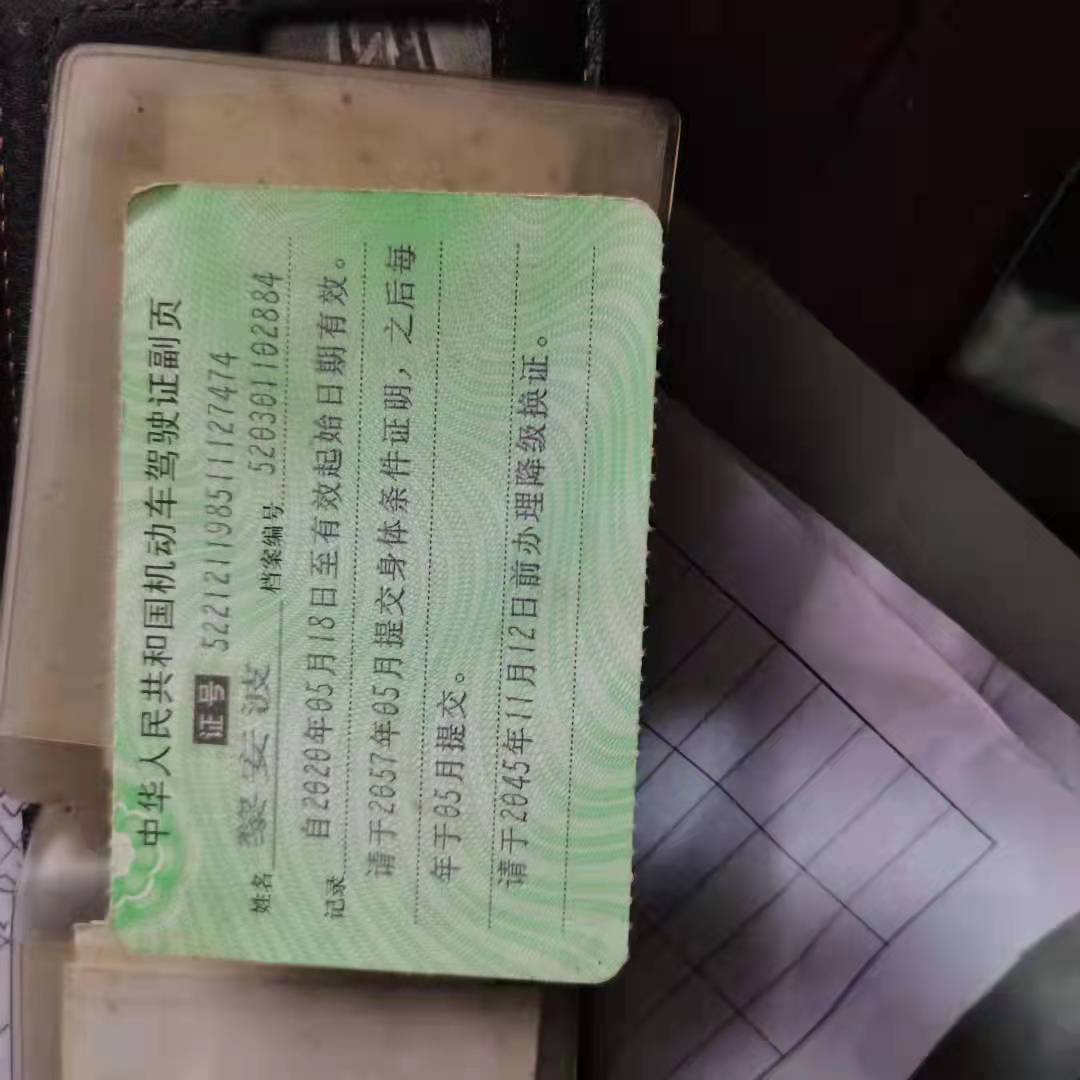 中华人民共和国机动车驾驶证副页
证号 522121198511127474
姓名 黎安波 档案编号 520301102884
记录 自2020年05月18日至有效起始日期有效。
请于2057年05月提交身体条件证明，之后每
年于05月提交。
请于2045年11月12日前办理降级换证。